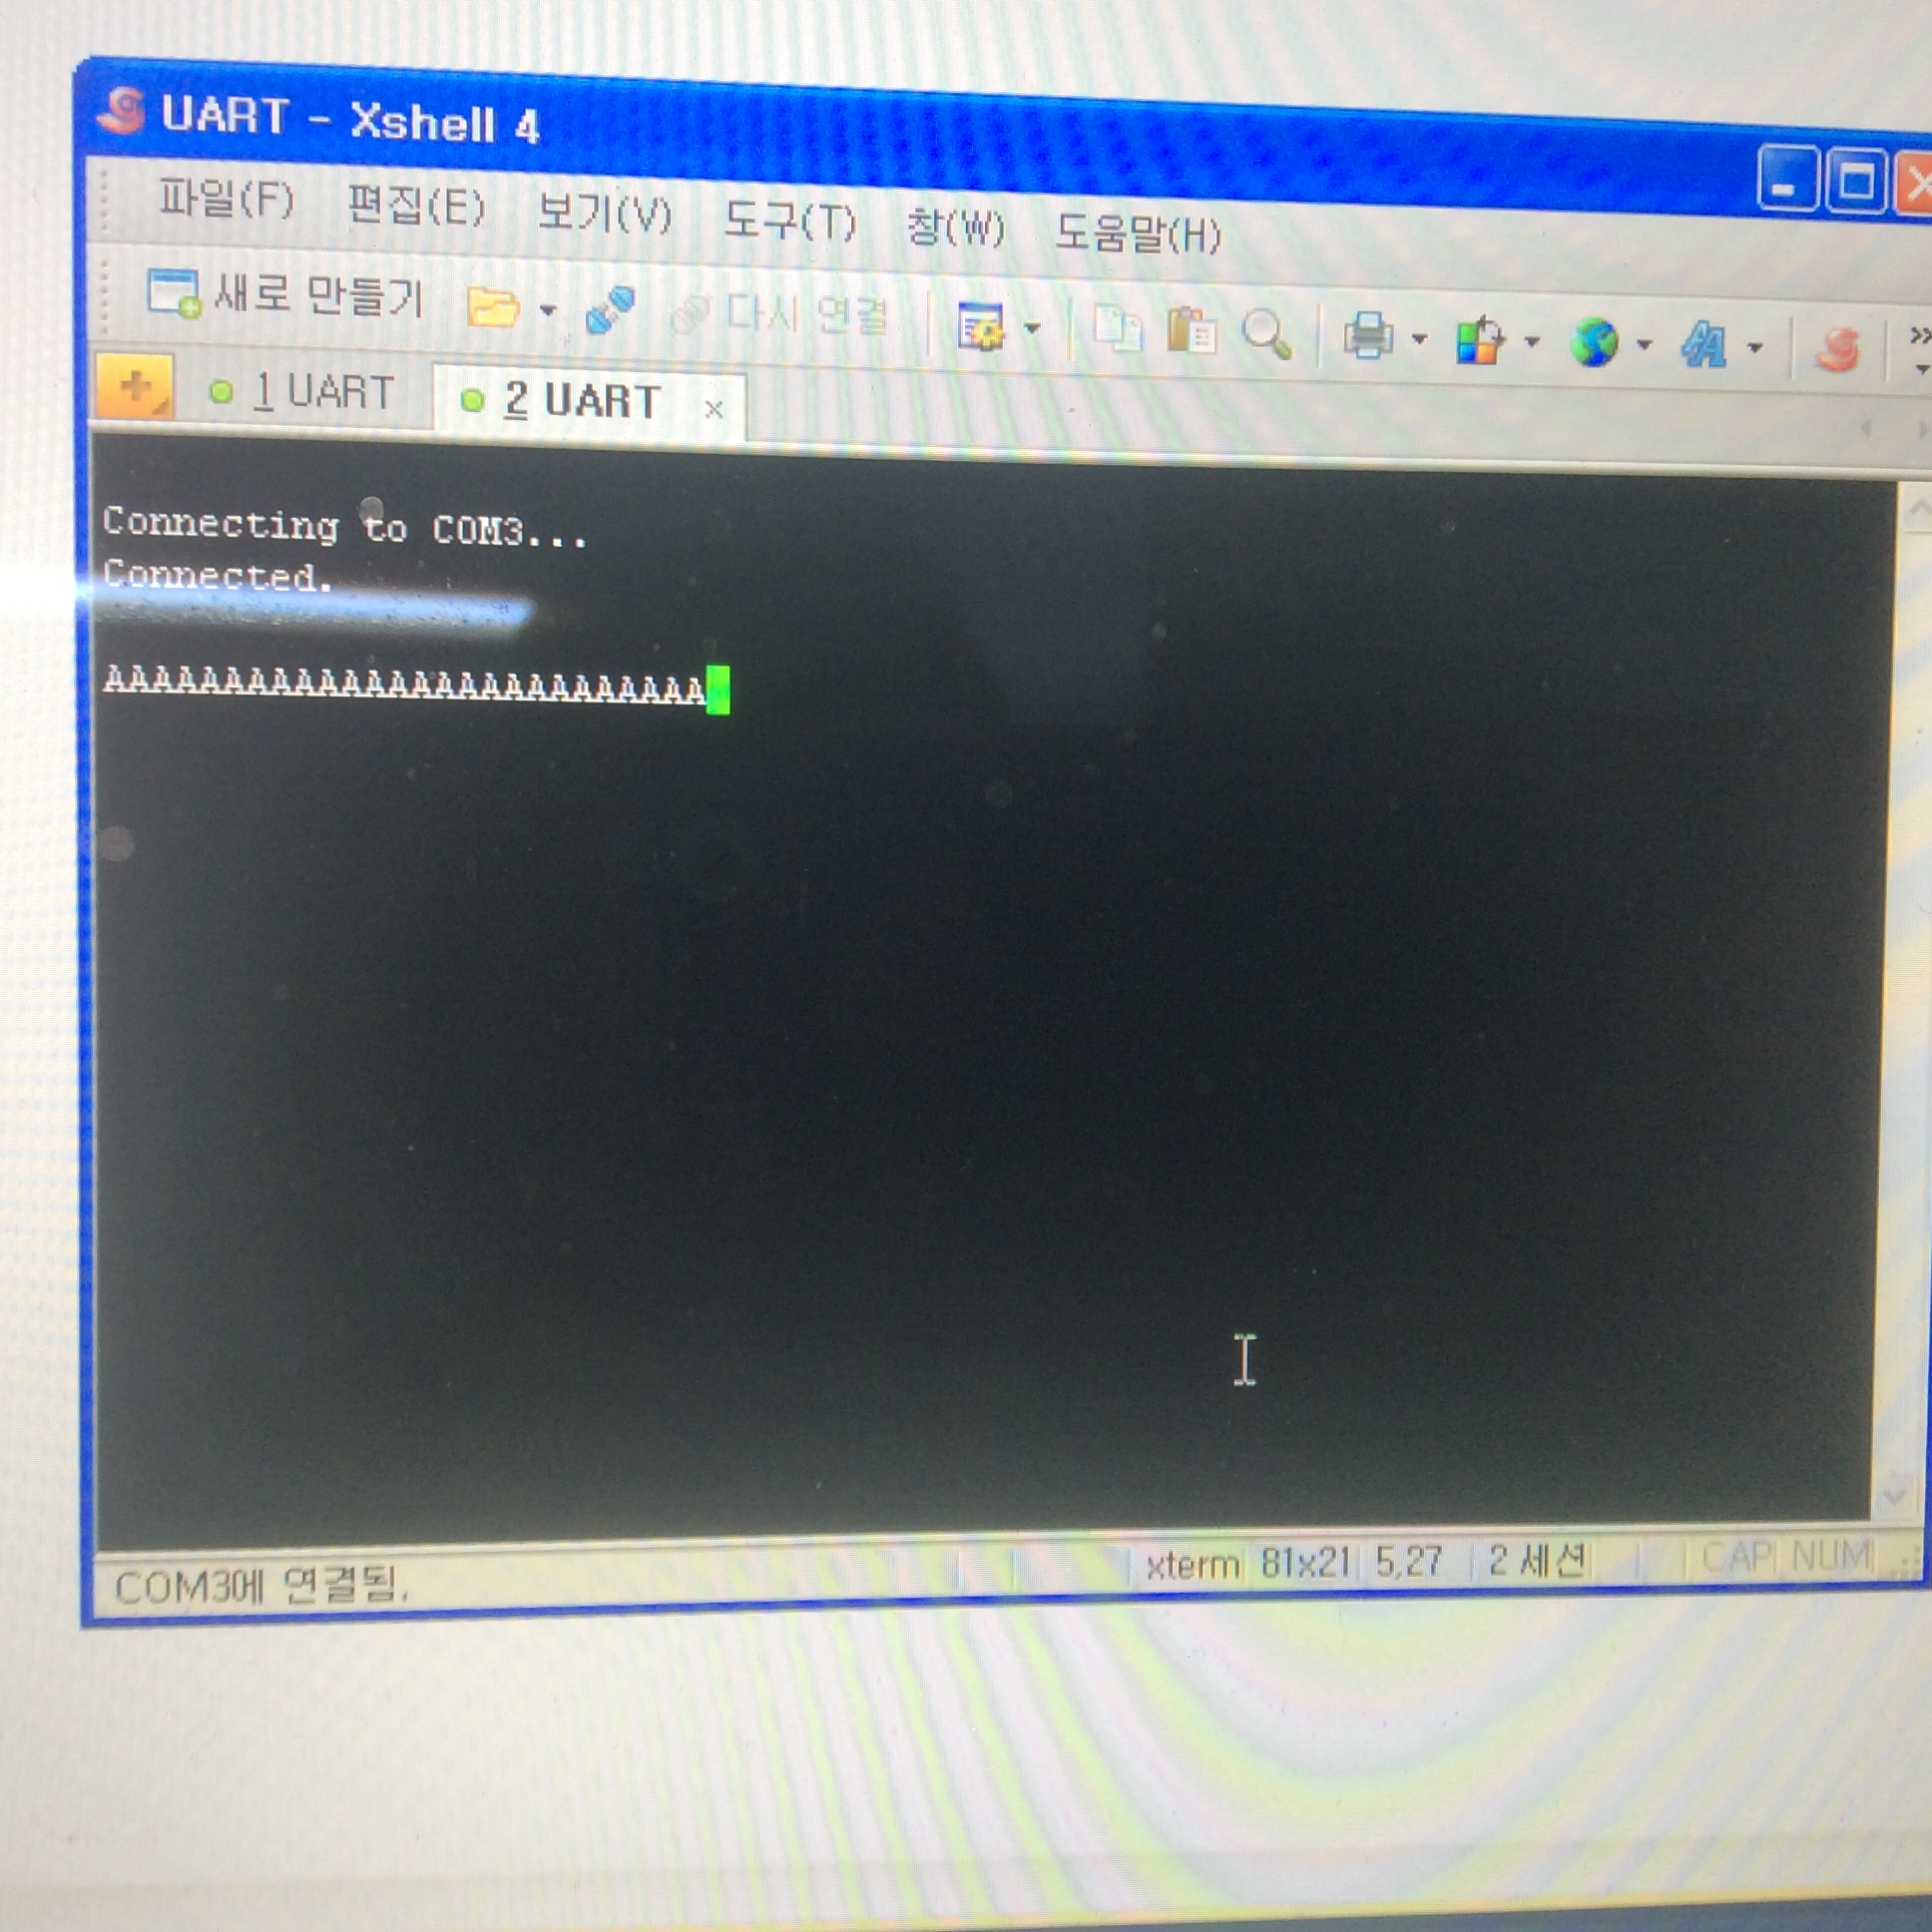 UART - Xshell 4
파일(F) 편집(E) 보기(V) 도구(T) 창(W) 도움말(H)
새로 만들기 다시 연결
1 UART 2 UART
Connecting to COM3...
Connected.
AAAAAAAAAAAAAAAAAAAAAAAAAA
COM3에 연결됨. xterm 81x21 5,27 2 세션 CAP NUM